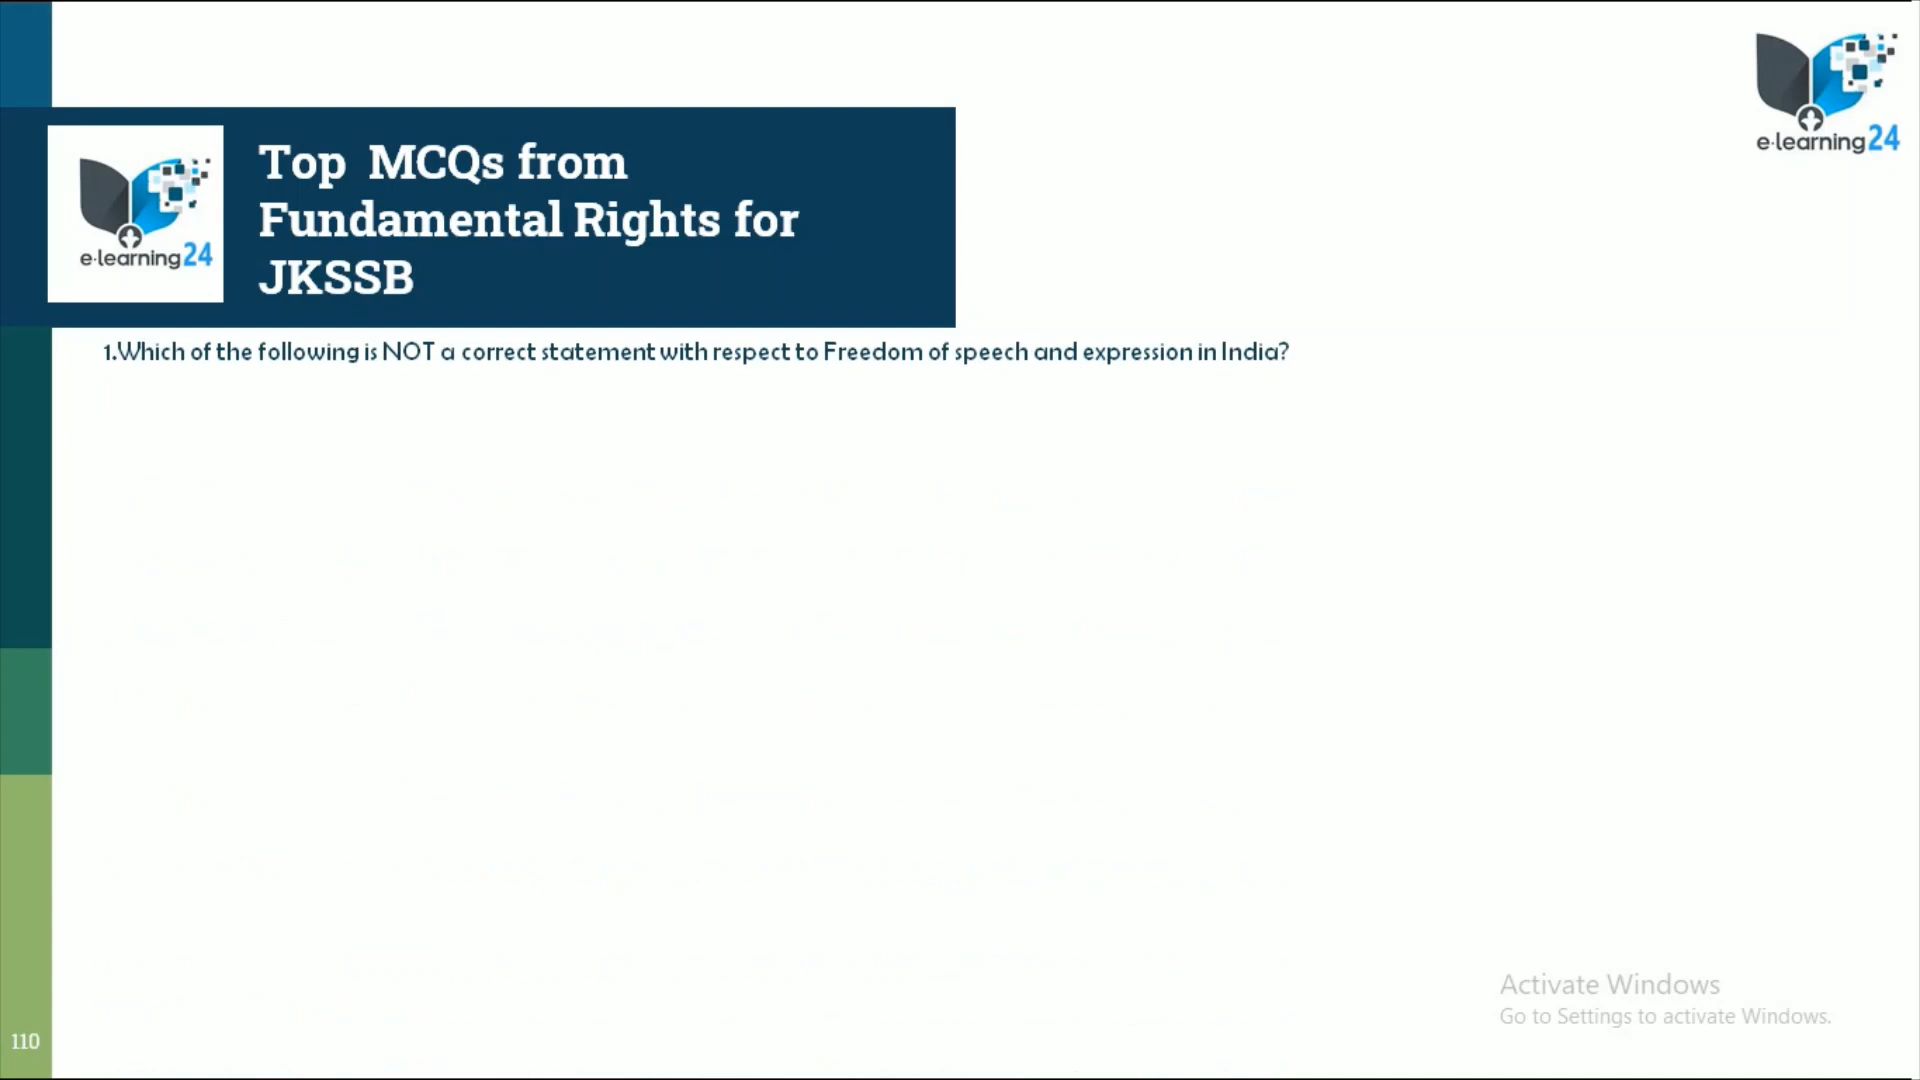 e-learning24
e-learning24
Top MCQs from
Fundamental Rights for
JKSSB
1.Which of the following is NOT a correct statement with respect to Freedom of speech and expression in India?
Activate Windows
Go to Settings to activate Windows.
110